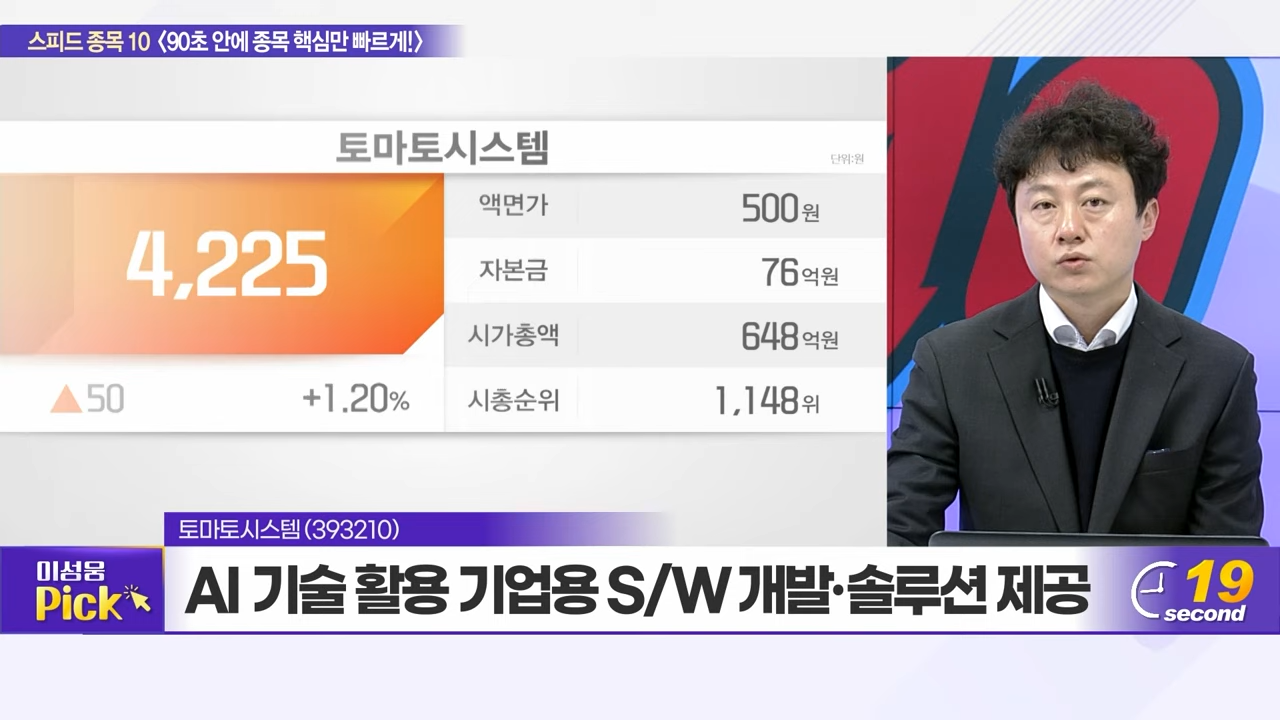 스피드 종목 10 <90초 안에 종목 핵심만 빠르게!>
토마토시스템
단위:원
4,225
▲50 +1.20%
액면가 500원
자본금 76억원
시가총액 648억원
시총순위 1,148위
토마토시스템(393210)
이성웅
Pick
AI 기술 활용 기업용 S/W 개발·솔루션 제공
19
second